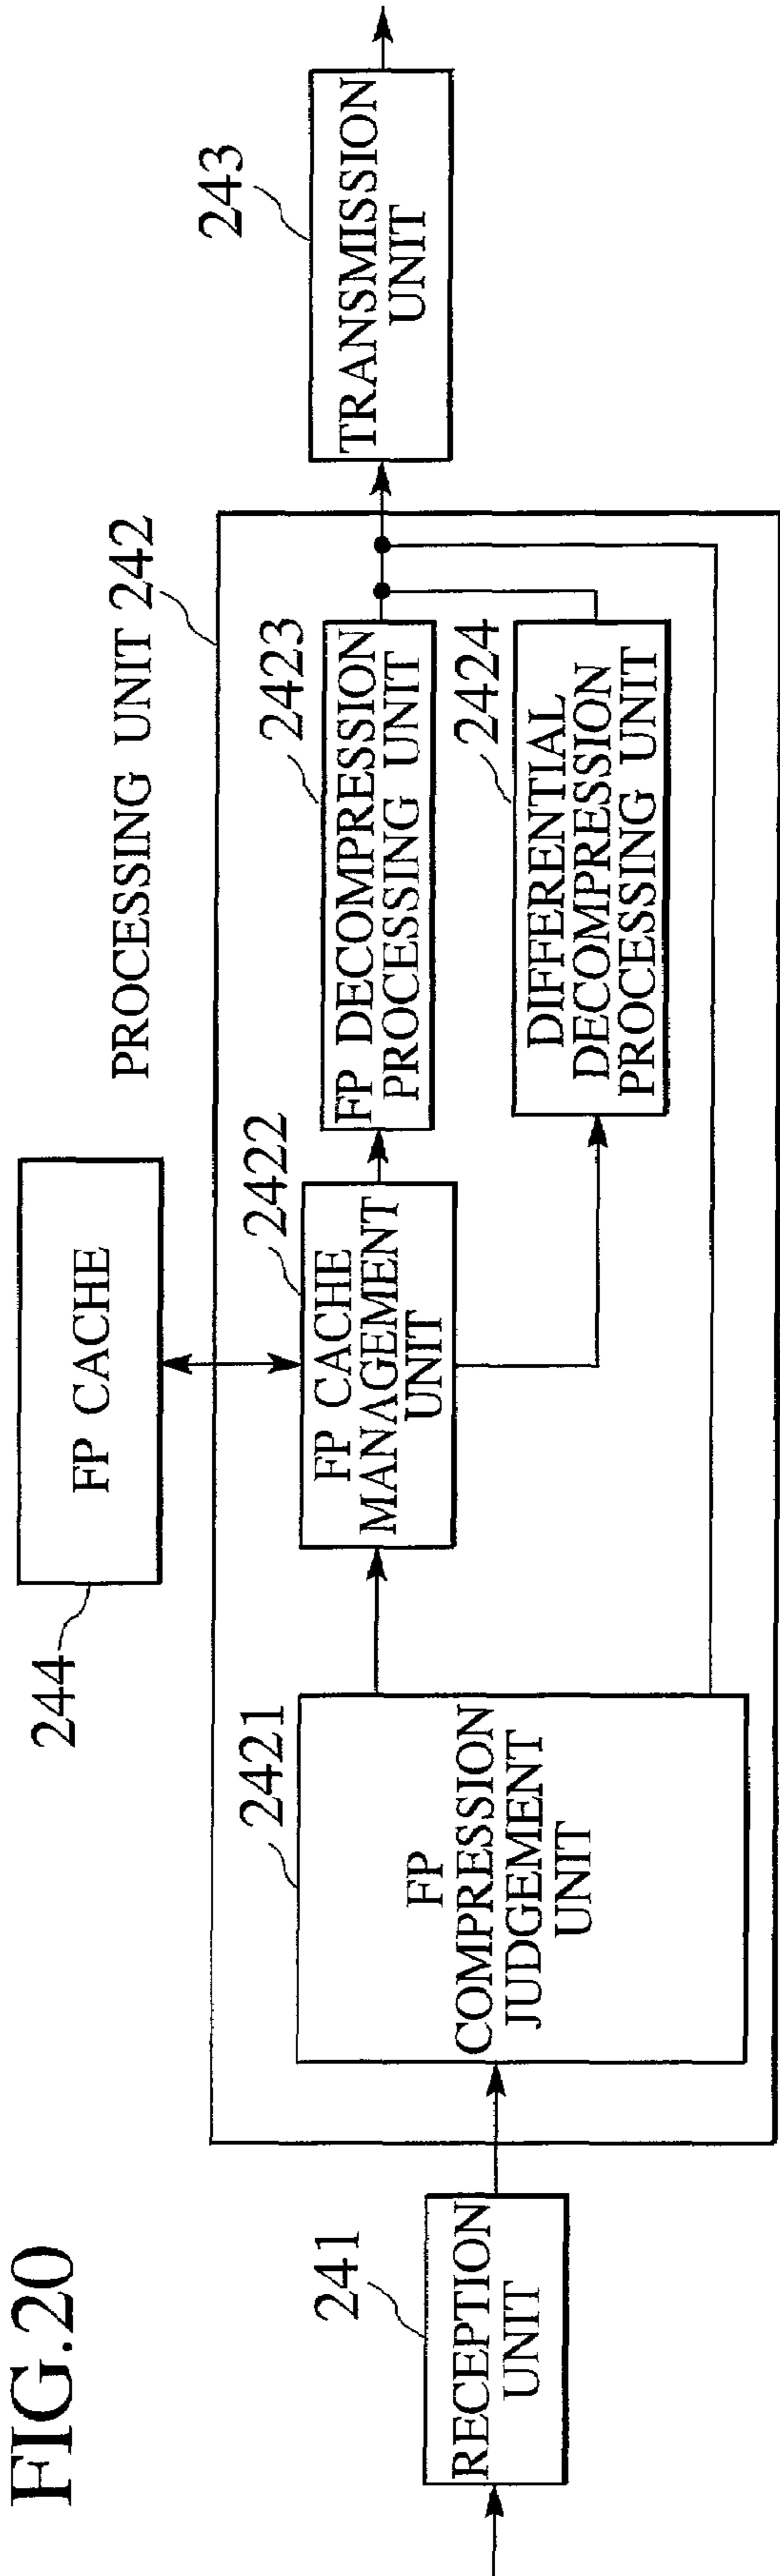 FIG.20
244
FP CACHE
PROCESSING UNIT 242
243
TRANSMISSION
UNIT
241
RECEPTION
UNIT
2421
FP
COMPRESSION
JUDGEMENT
UNIT
2422
FP CACHE
MANAGEMENT
UNIT
2423
FP DECOMPRESSION
PROCESSING UNIT
2424
DIFFERENTIAL
DECOMPRESSION
PROCESSING UNIT